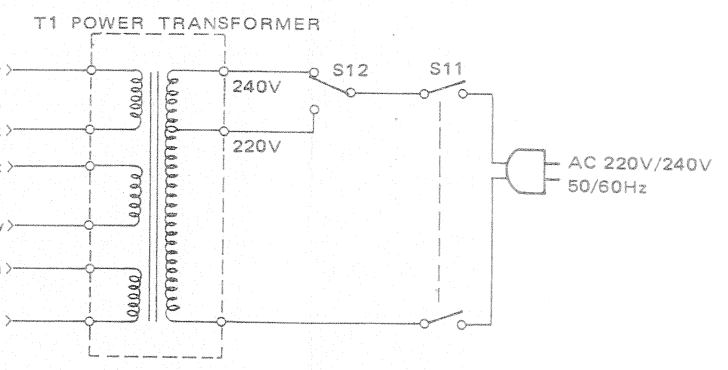 T1 POWER TRANSFORMER
S12
S11
240V
220V
AC 220V/240V
50/60Hz